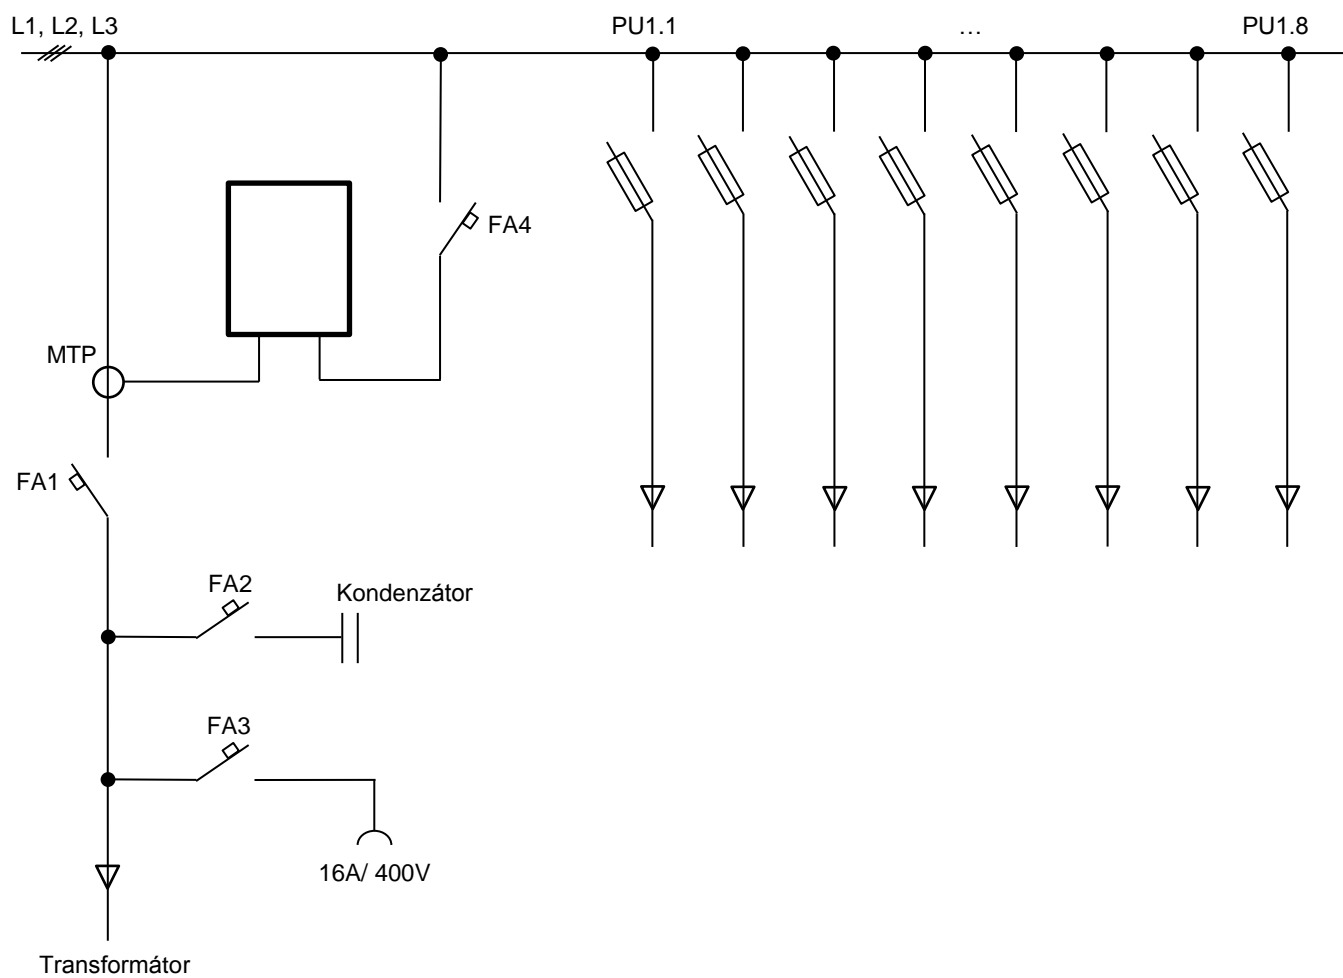 L1, L2, L3
PU1.1
...
PU1.8
FA4
MTP
FA1
FA2
Kondenzátor
FA3
16A/ 400V
Transformátor